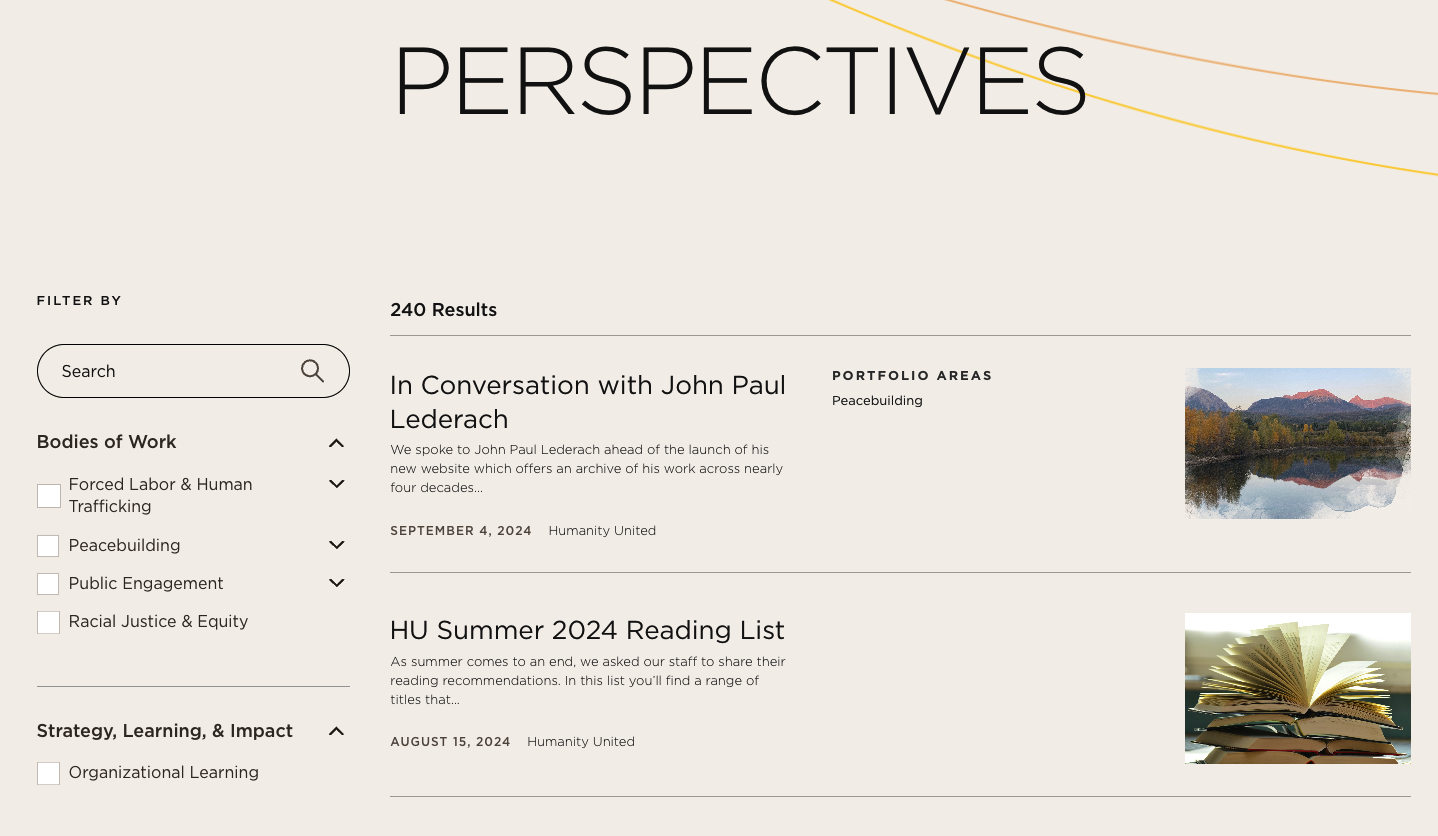 PERSPECTIVES
FILTER BY
Search
Bodies of Work
Forced Labor & Human
Trafficking
Peacebuilding
Public Engagement
Racial Justice & Equity
Strategy, Learning, & Impact
Organizational Learning
240 Results
In Conversation with John Paul
Lederach
We spoke to John Paul Lederach ahead of the launch of his
new website which offers an archive of his work across nearly
four decades...
SEPTEMBER 4, 2024 Humanity United
PORTFOLIO AREAS
Peacebuilding
HU Summer 2024 Reading List
As summer comes to an end, we asked our staff to share their
reading recommendations. In this list you’ll find a range of
titles that...
AUGUST 15, 2024 Humanity United